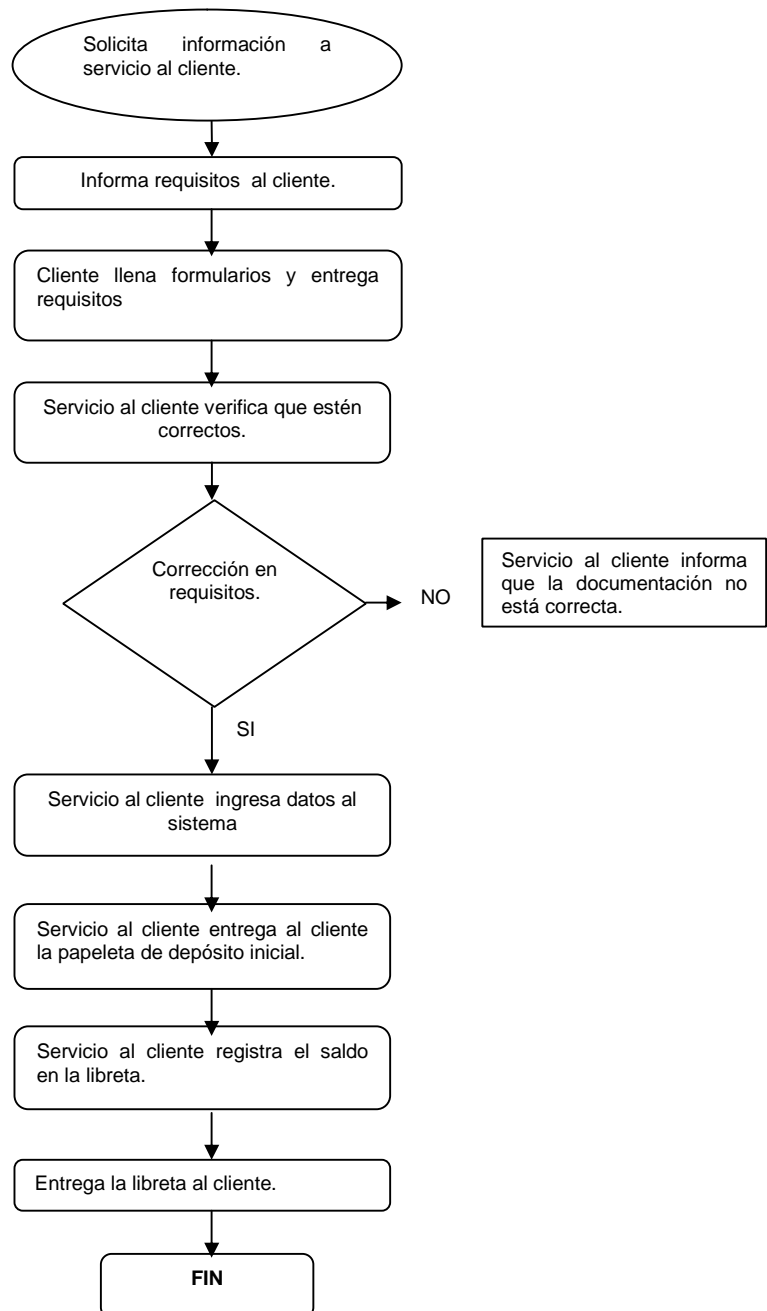 Solicita información a
servicio al cliente.
Informa requisitos al cliente.
Cliente llena formularios y entrega
requisitos
Servicio al cliente verifica que estén
correctos.
Corrección en
requisitos.
NO
Servicio al cliente informa
que la documentación no
está correcta.
SI
Servicio al cliente ingresa datos al
sistema
Servicio al cliente entrega al cliente
la papeleta de depósito inicial.
Servicio al cliente registra el saldo
en la libreta.
Entrega la libreta al cliente.
FIN